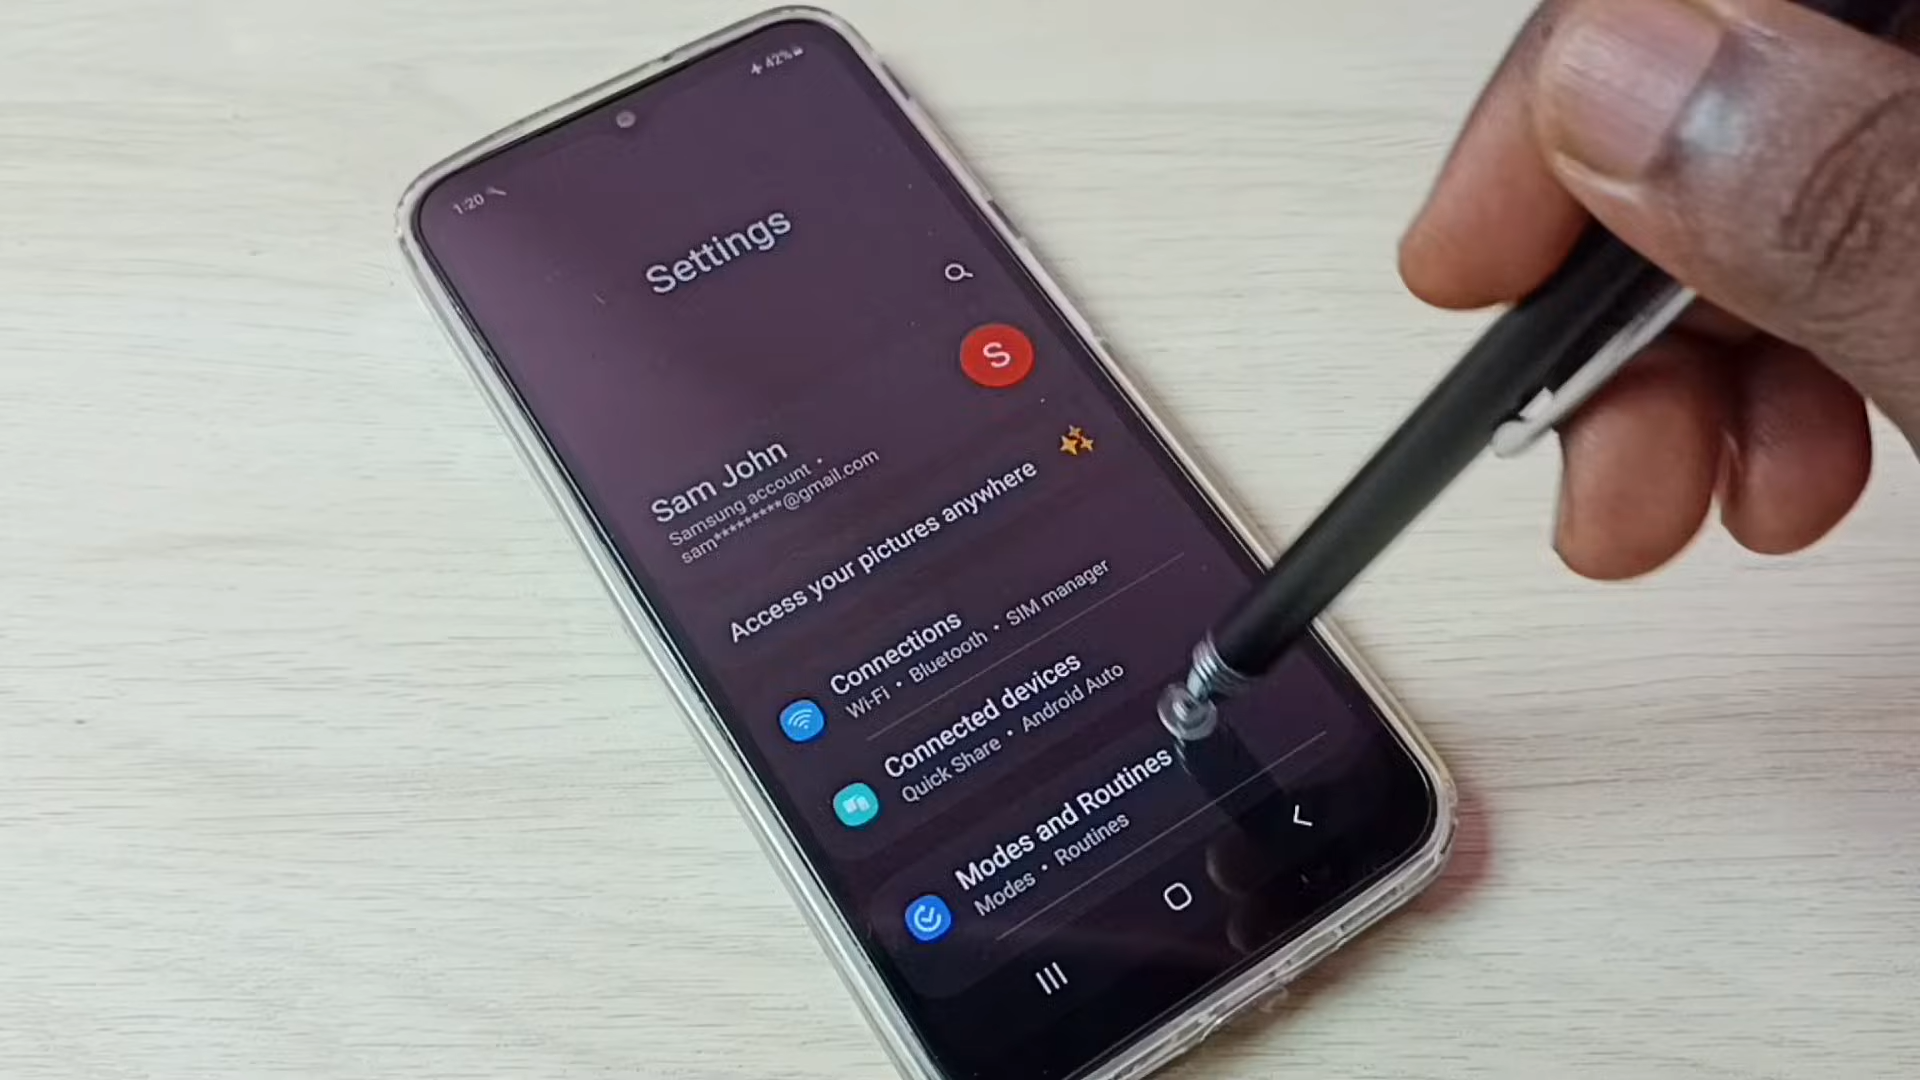 1:20
42%
Settings
S
Sam John
Samsung account •
sam*********@gmail.com
Access your pictures anywhere
Connections
Wi-Fi • Bluetooth • SIM manager
Connected devices
Quick Share • Android Auto
Modes and Routines
Modes • Routines